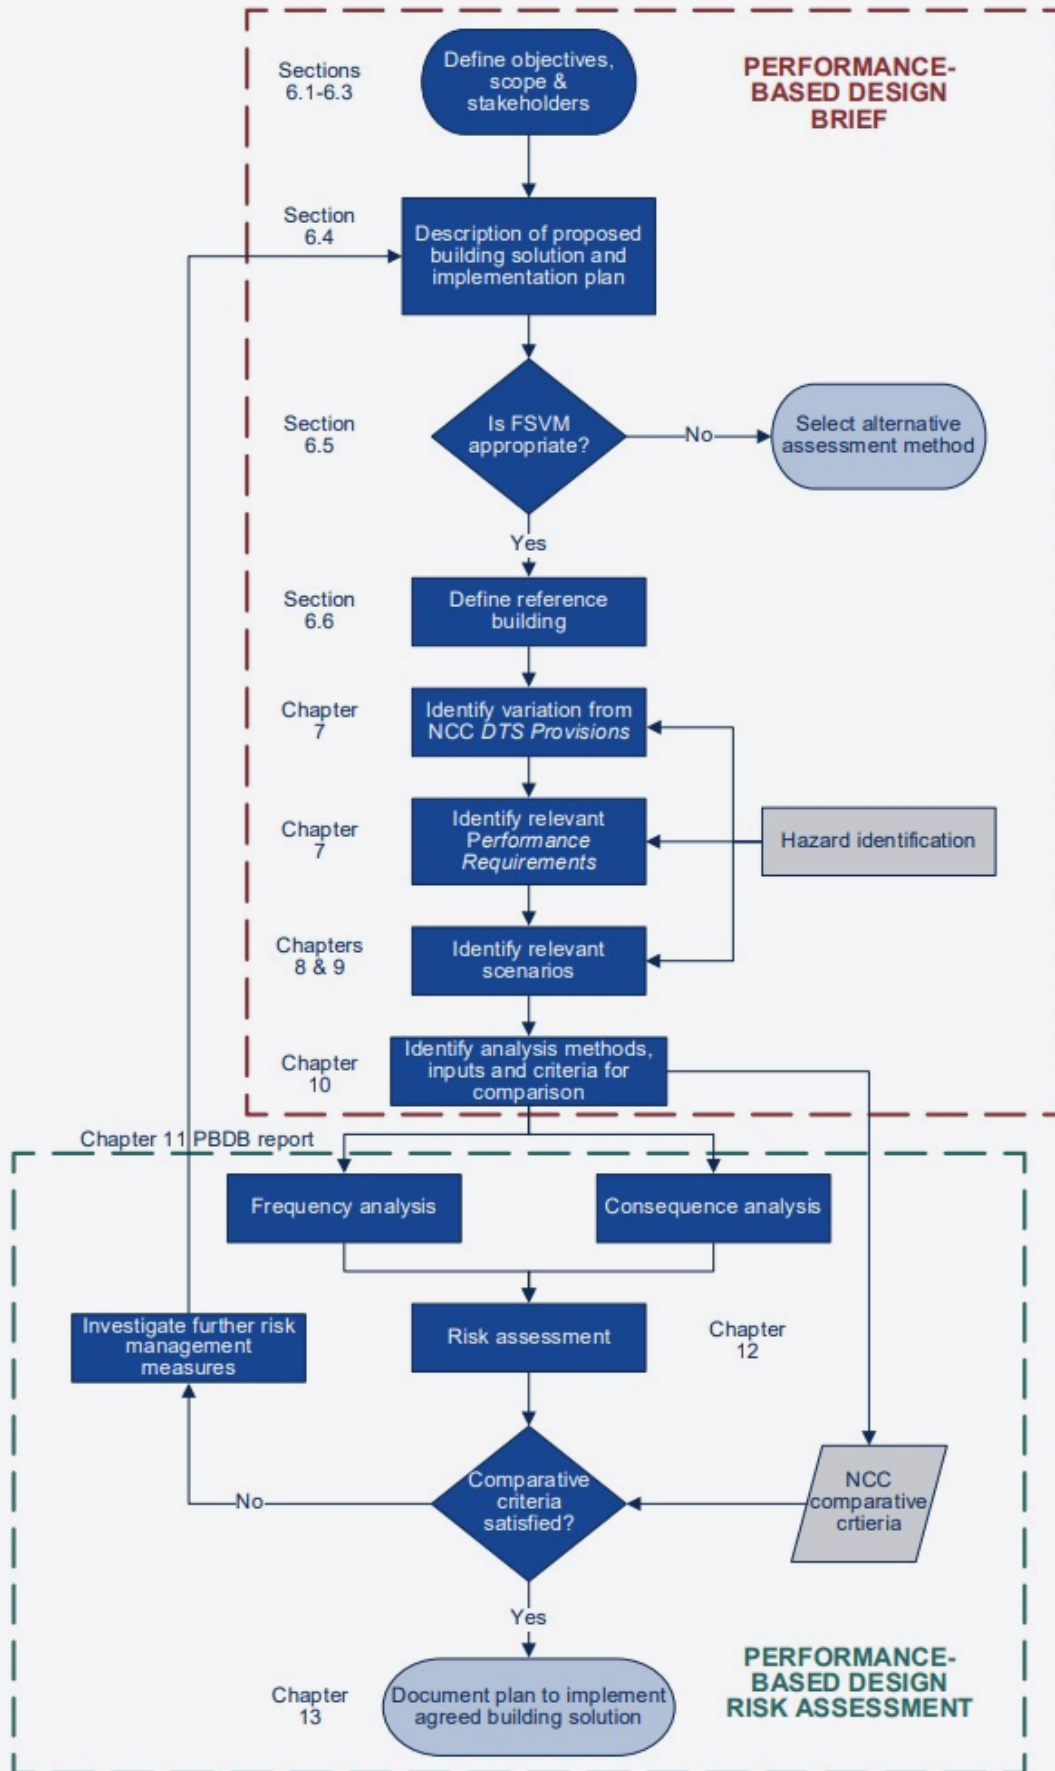 Sections
6.1-6.3
Define objectives,
scope &
stakeholders
PERFORMANCE-
BASED DESIGN
BRIEF
Section
6.4
Description of proposed
building solution and
implementation plan
Section
6.5
Is FSVM
appropriate?
No
Select alternative
assessment method
Yes
Section
6.6
Define reference
building
Chapter
7
Identify variation from
NCC DTS Provisions
Chapter
7
Identify relevant
Performance
Requirements
Hazard identification
Chapters
8 & 9
Identify relevant
scenarios
Chapter
10
Identify analysis methods,
inputs and criteria for
comparison
Chapter 11 PBDB report
Frequency analysis
Consequence analysis
Investigate further risk
management
measures
Risk assessment
Chapter
12
No
Comparative
criteria
satisfied?
NCC
comparative
crtieria
Yes
Chapter
13
Document plan to implement
agreed building solution
PERFORMANCE-
BASED DESIGN
RISK ASSESSMENT